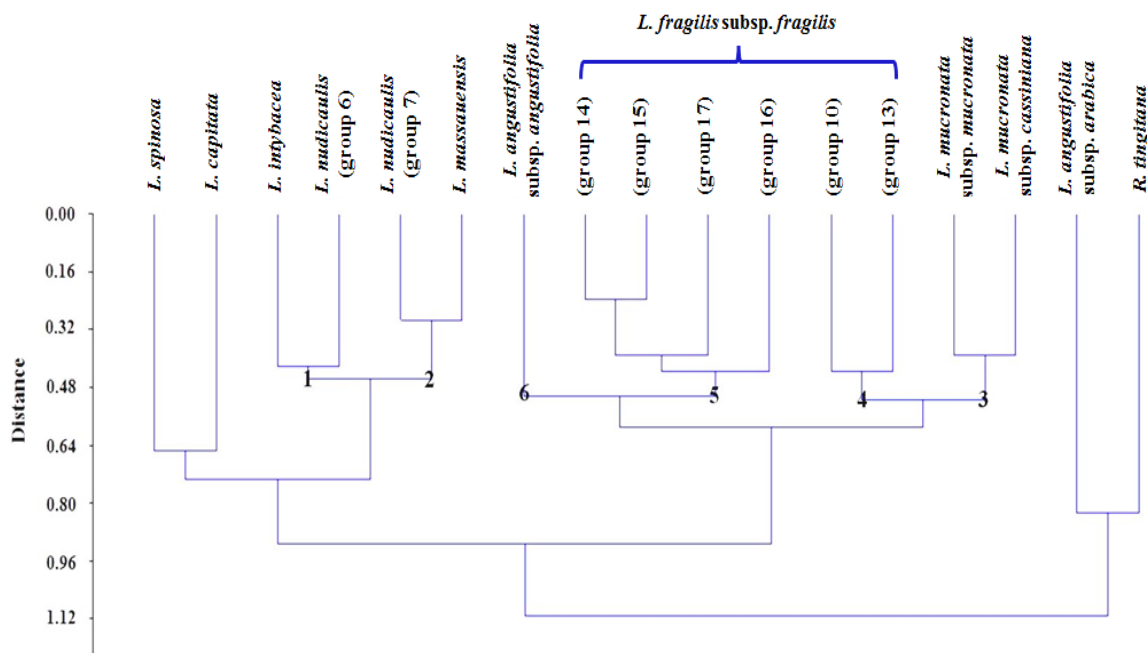 L. fragilis subsp. fragilis
L. spinosa
L. capitata
L. intybacea
L. nudicaulis
(group 6)
L. nudicaulis
(group 7)
L. massauensis
L. angustifolia
subsp. angustifolia
(group 14)
(group 15)
(group 17)
(group 16)
(group 10)
(group 13)
L. mucronata
subsp. mucronata
L. mucronata
subsp. cassiniana
L. angustifolia
subsp. arabica
R. tingitana
Distance
0.00
0.16
0.32
0.48
0.64
0.80
0.96
1.12
1
2
6
5
4
3